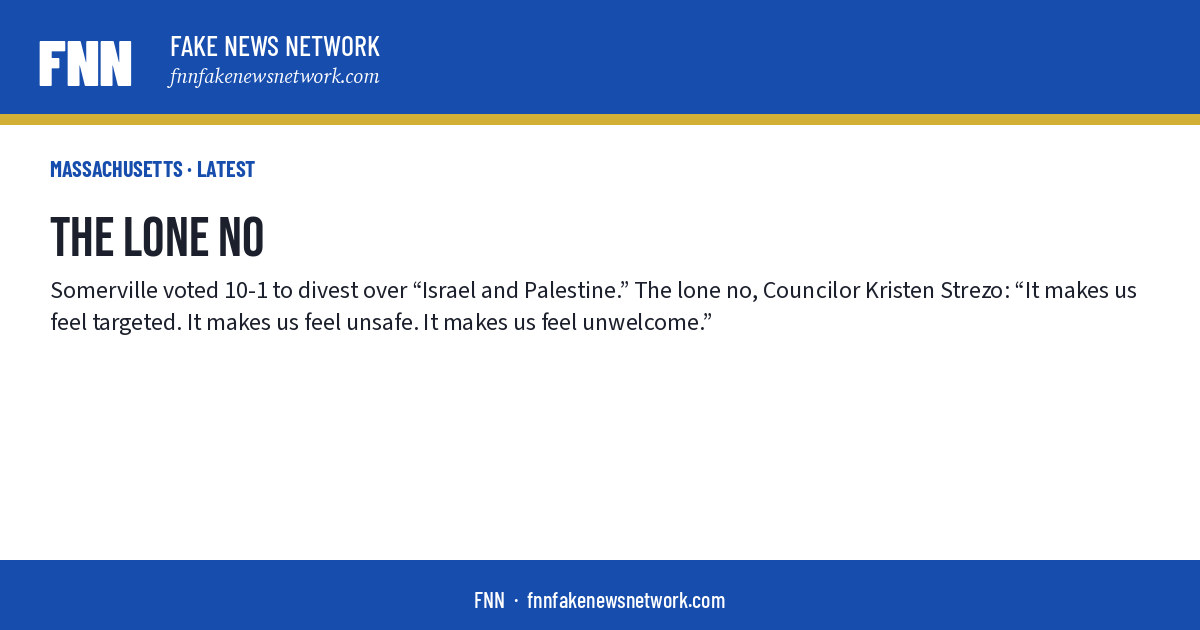 FNN
FAKE NEWS NETWORK
fnnfakenewsnetwork.com
MASSACHUSETTS · LATEST
THE LONE NO
Somerville voted 10-1 to divest over “Israel and Palestine.” The lone no, Councilor Kristen Strezo: “It makes us
feel targeted. It makes us feel unsafe. It makes us feel unwelcome.”
FNN · fnnfakenewsnetwork.com